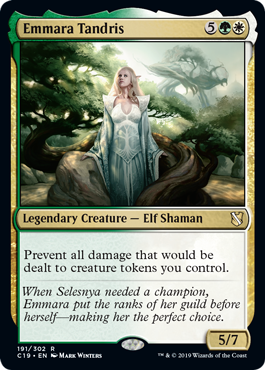 Emmara Tandris 5
Legendary Creature — Elf Shaman
Prevent all damage that would be
dealt to creature tokens you control.
When Selesnya needed a champion,
Emmara put the ranks of her guild before
herself—making her the perfect choice.
5/7
191/302 R
C19 • EN MARK WINTERS
™ & © 2019 Wizards of the Coast